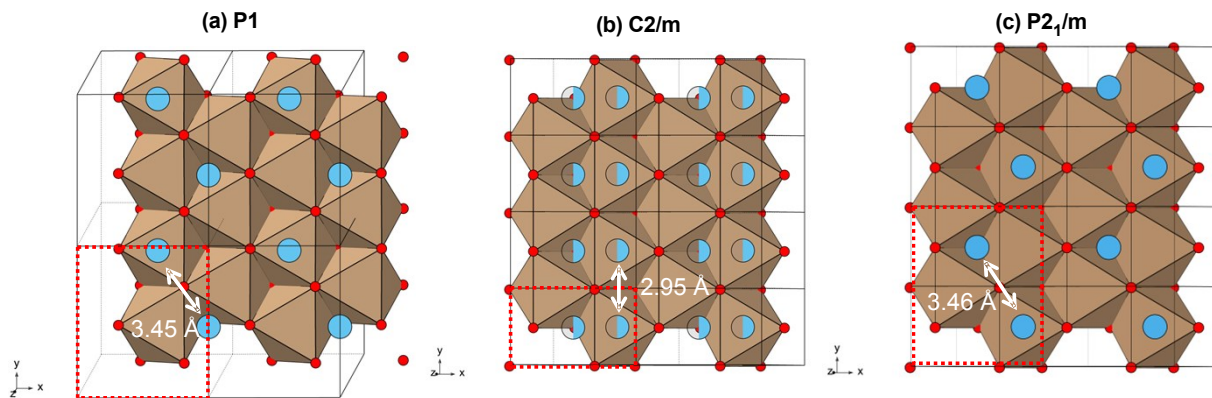 (a) P1
(b) C2/m
(c) P2₁/m
3.45 Å
2.95 Å
3.46 Å
y
z x
y
z x
y
z x